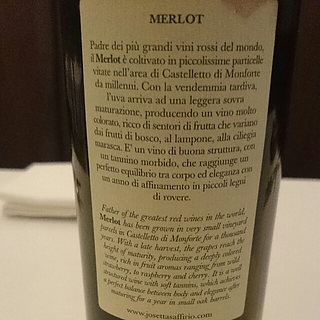 MERLOT
Padre dei più grandi vini rossi del mondo,
il Merlot è coltivato in piccolissime particelle
vitate nell'area di Castelletto di Monforte
da millenni. Con la vendemmia tardiva,
l'uva arriva ad una leggera sovra
maturazione, producendo un vino molto
colorato, ricco di sentori di frutta che variano
dai frutti di bosco, al lampone, alla ciliegia
marasca. E' un vino di buona struttura, con
un tannino morbido, che raggiunge un
perfetto equilibrio tra corpo ed eleganza con
un anno di affinamento in piccoli legni
di rovere.
Father of the greatest red wines in the world,
Merlot has been grown in very small vineyard
parcels in Castelletto di Monforte for a thousand
years. With a late harvest, the grapes reach the
height of maturity, producing a deeply colored
wine, rich in fruit aromas ranging from wild
strawberry, to raspberry and cherry. It is a well
structured wine with soft tannins, which achieves
a perfect balance between body and elegance after
maturing for a year in small oak barrels.
www.josettasaffirio.com